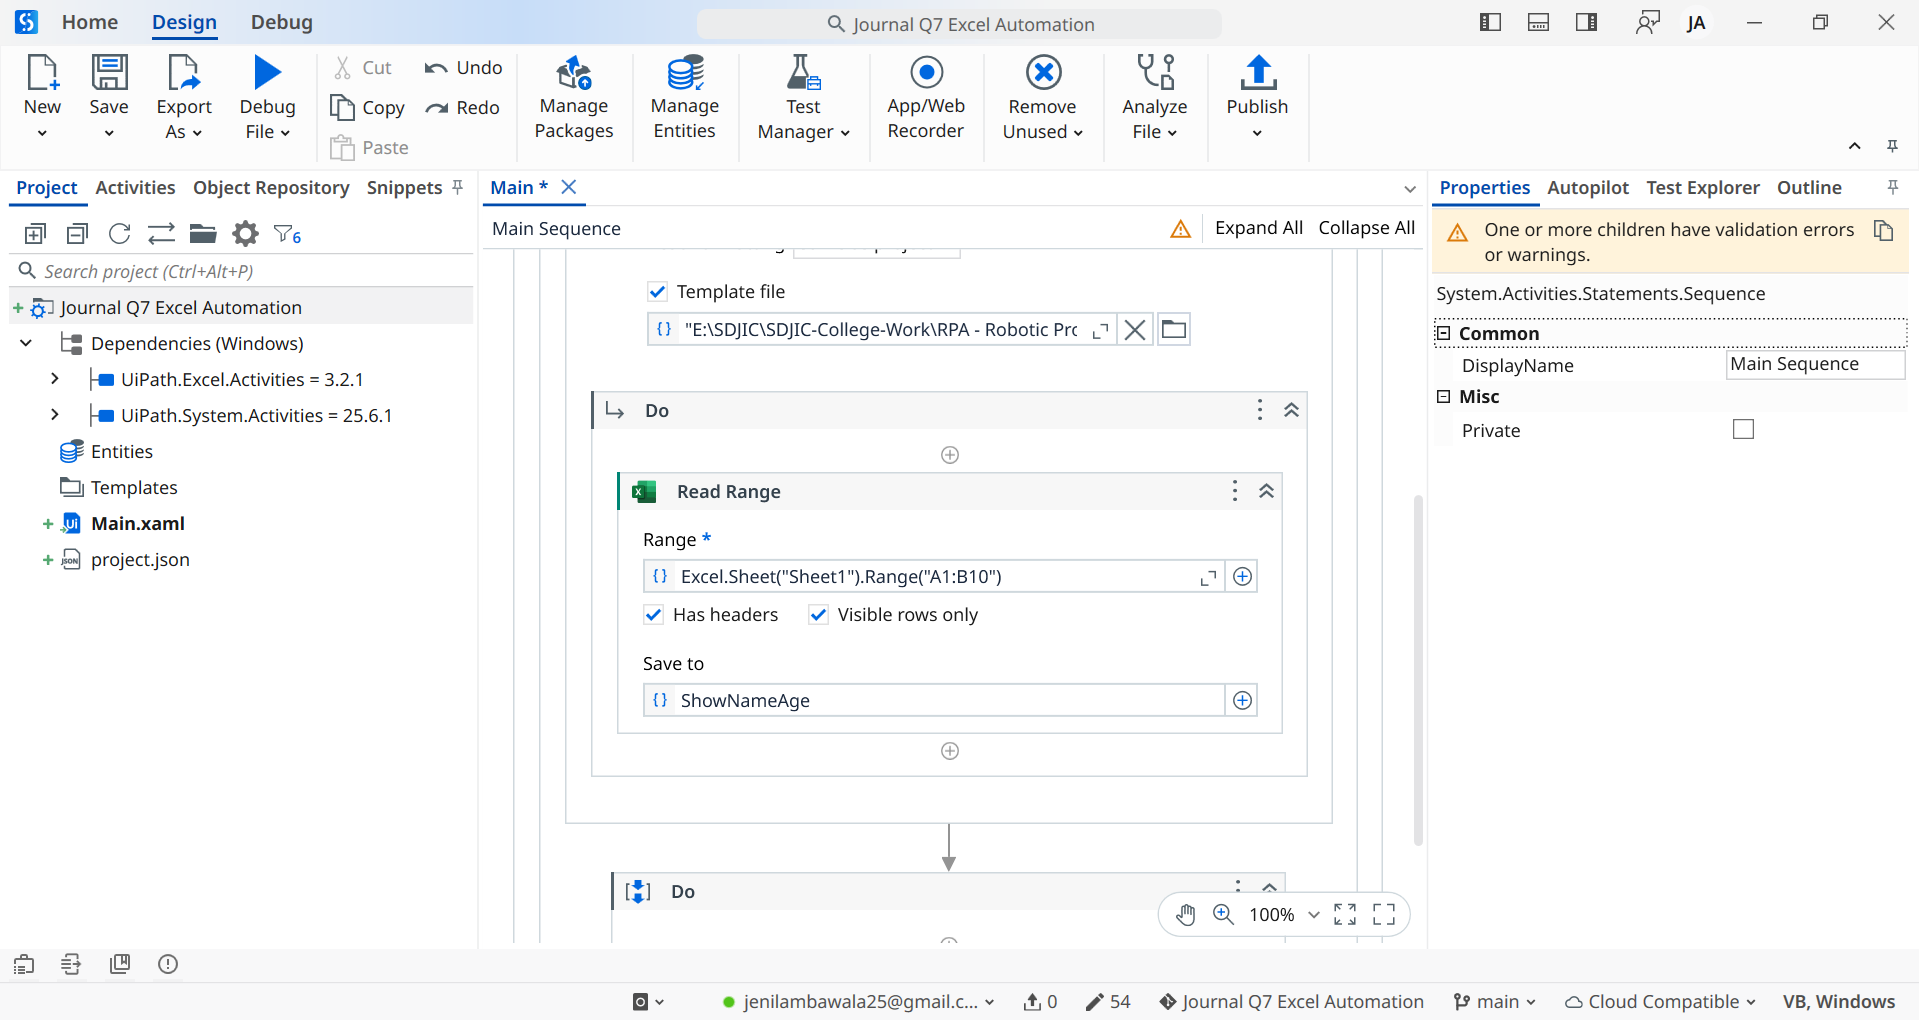 Home Design Debug
Journal Q7 Excel Automation
JA
New
Save
Export As
Debug File
Cut
Copy
Paste
Undo
Redo
Manage Packages
Manage Entities
Test Manager
App/Web Recorder
Remove Unused
Analyze File
Publish
Project Activities Object Repository Snippets
6
Search project (Ctrl+Alt+P)
Journal Q7 Excel Automation
Dependencies (Windows)
UiPath.Excel.Activities = 3.2.1
UiPath.System.Activities = 25.6.1
Entities
Templates
Main.xaml
project.json
Main *
Main Sequence
Expand All Collapse All
Template file
"E:\SDJIC\SDJIC-College-Work\RPA - Robotic Prc
Do
Read Range
Range *
Excel.Sheet("Sheet1").Range("A1:B10")
Has headers Visible rows only
Save to
ShowNameAge
Do
100%
Properties Autopilot Test Explorer Outline
One or more children have validation errors
or warnings.
System.Activities.Statements.Sequence
Common
DisplayName Main Sequence
Misc
Private
jenilambawala25@gmail.c... 0 54 Journal Q7 Excel Automation main Cloud Compatible VB, Windows